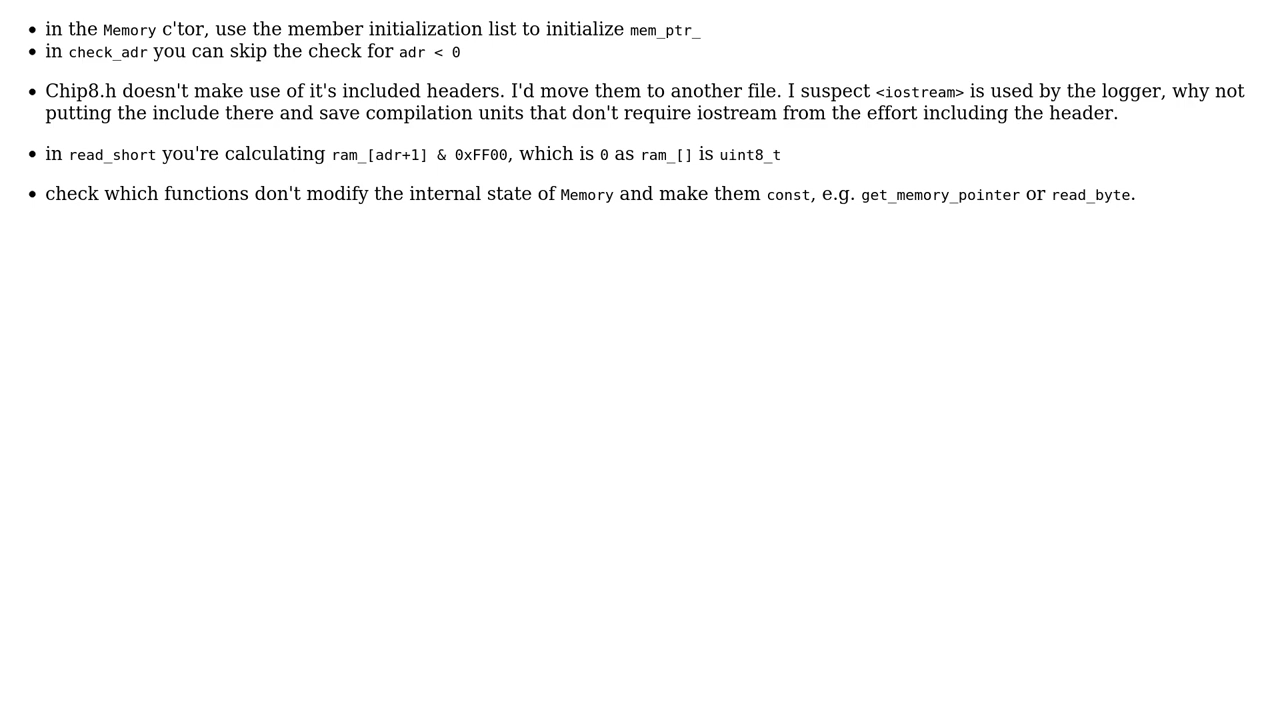 • in the Memory c'tor, use the member initialization list to initialize mem_ptr_
• in check_adr you can skip the check for adr < 0
• Chip8.h doesn't make use of it's included headers. I'd move them to another file. I suspect <iostream> is used by the logger, why not
putting the include there and save compilation units that don't require iostream from the effort including the header.
• in read_short you're calculating ram_[adr+1] & 0xFF00, which is 0 as ram_[] is uint8_t
• check which functions don't modify the internal state of Memory and make them const, e.g. get_memory_pointer or read_byte.